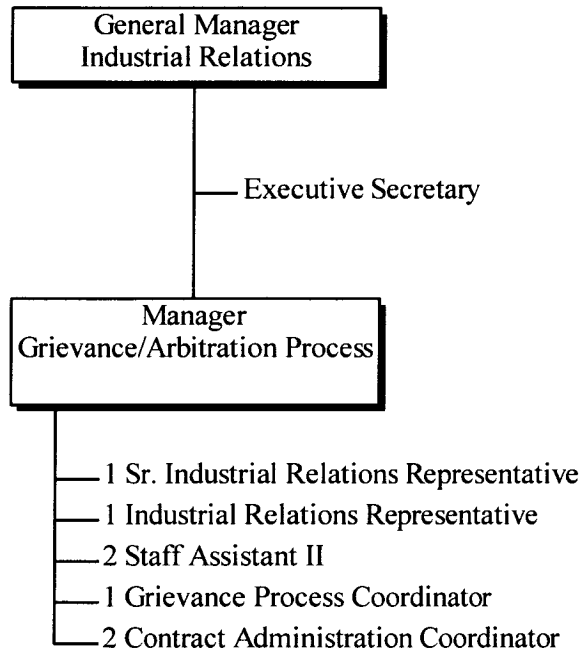 General Manager
Industrial Relations
Executive Secretary
Manager
Grievance/Arbitration Process
1 Sr. Industrial Relations Representative
1 Industrial Relations Representative
2 Staff Assistant II
1 Grievance Process Coordinator
2 Contract Administration Coordinator